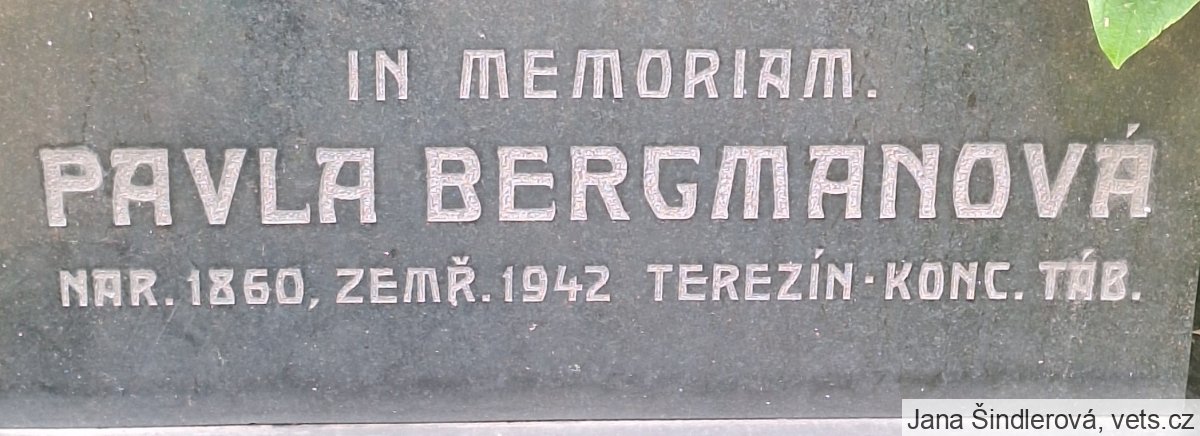 IN MEMORIAM.
PAVLA BERGMANOVÁ
NAR. 1860, ZEMŘ. 1942 TEREZÍN · KONC. TÁB.
Jana Šindlerová, vets.cz